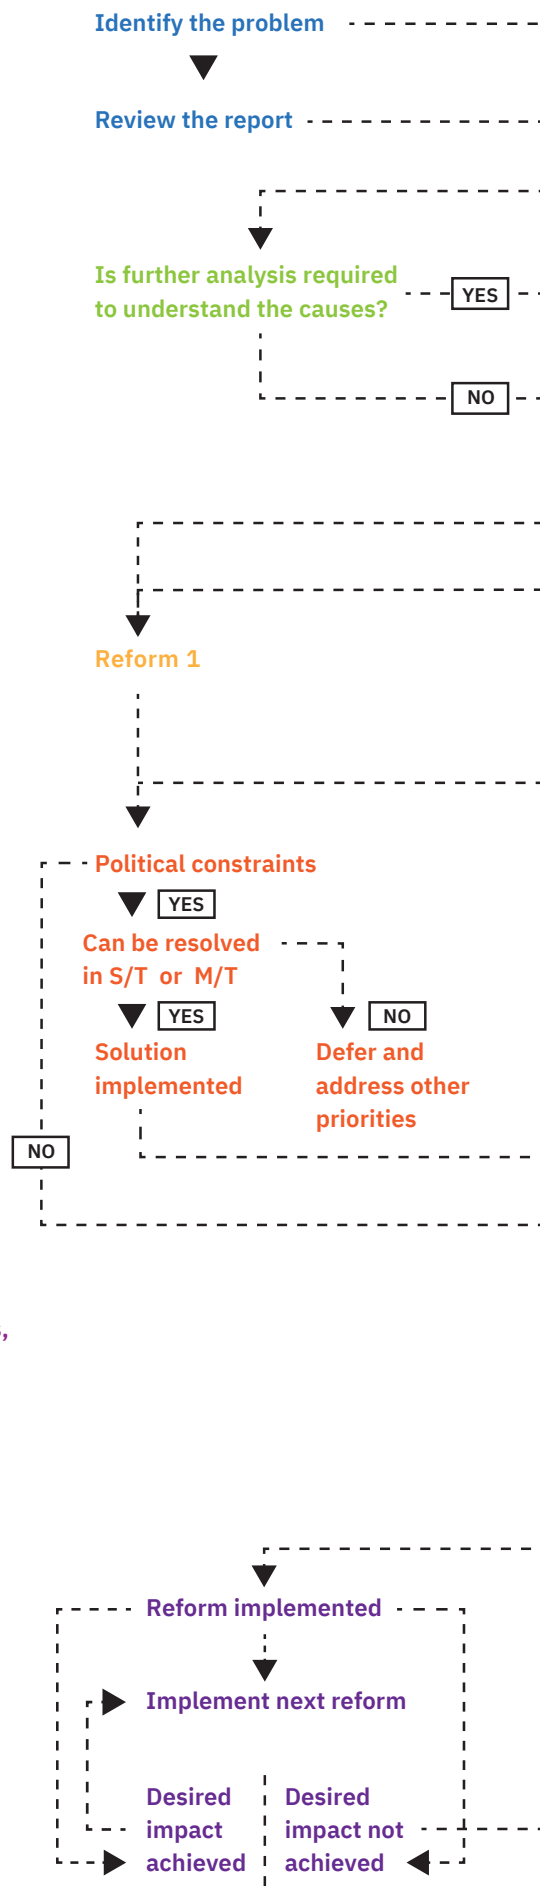 Identify the problem
Review the report
Is further analysis required
to understand the causes?
YES
NO
Reform 1
Political constraints
YES
Can be resolved
in S/T or M/T
YES
NO
Solution
implemented
Defer and
address other
priorities
NO
,
Reform implemented
Implement next reform
Desired
impact
achieved
Desired
impact not
achieved